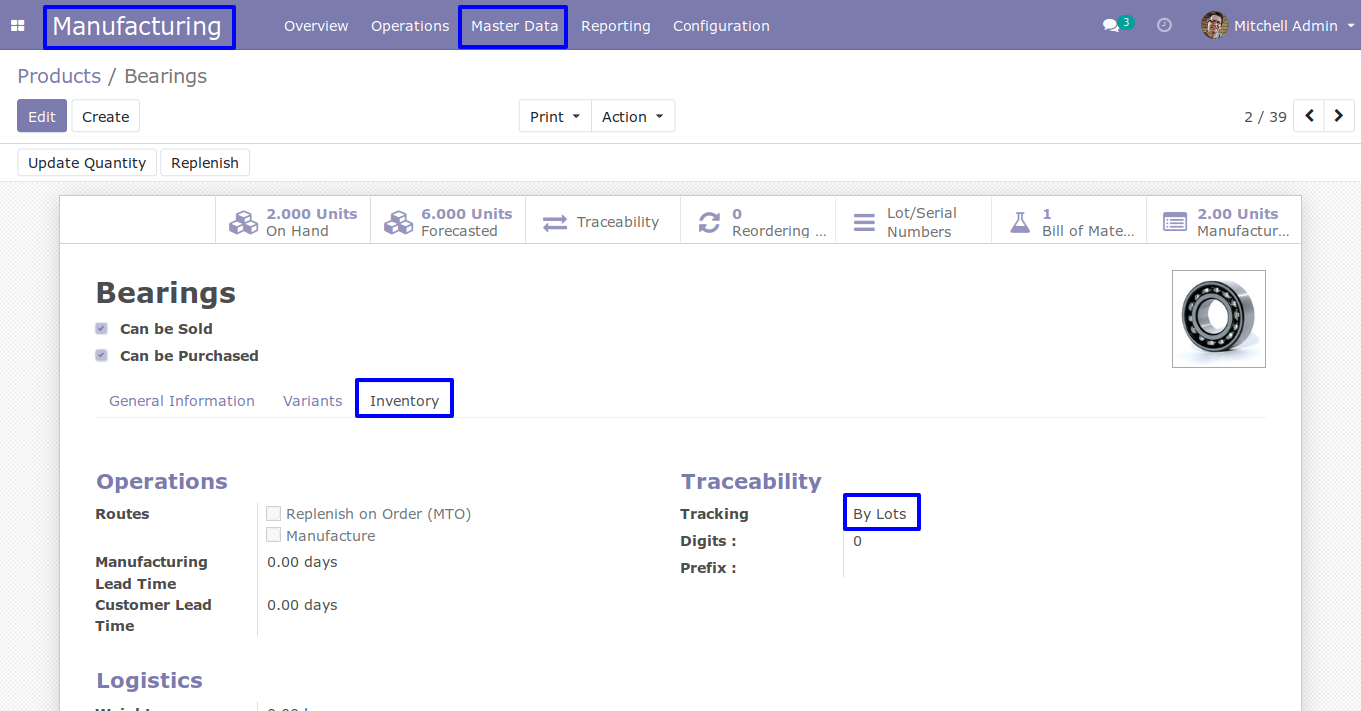 Manufacturing Overview Operations Master Data Reporting Configuration 3 Mitchell Admin
Products / Bearings
Edit Create Print Action 2 / 39
Update Quantity Replenish
2.000 Units On Hand
6.000 Units Forecasted
Traceability
0 Reordering ...
Lot/Serial Numbers
1 Bill of Mate...
2.00 Units Manufactur...
Bearings
Can be Sold
Can be Purchased
General Information Variants Inventory
Operations
Routes
Replenish on Order (MTO)
Manufacture
Manufacturing Lead Time 0.00 days
Customer Lead Time 0.00 days
Traceability
Tracking By Lots
Digits : 0
Prefix :
Logistics